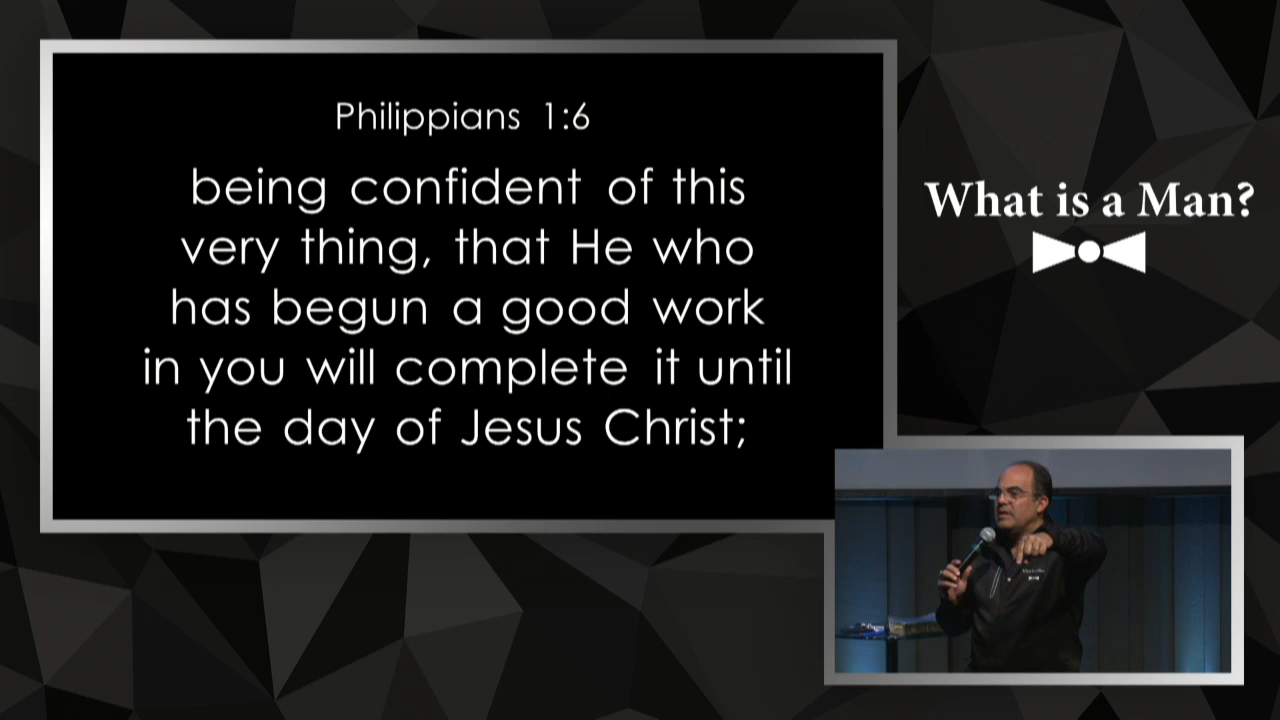 Philippians 1:6
being confident of this
very thing, that He who
has begun a good work
in you will complete it until
the day of Jesus Christ;
What is a Man?